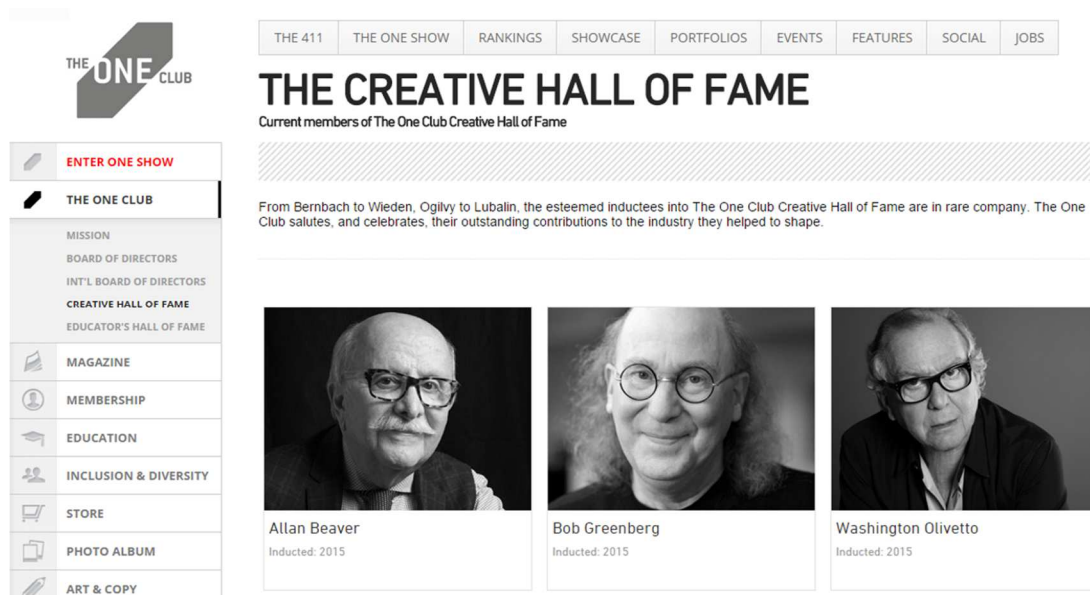 THE ONE CLUB
THE 411
THE ONE SHOW
RANKINGS
SHOWCASE
PORTFOLIOS
EVENTS
FEATURES
SOCIAL
JOBS
THE CREATIVE HALL OF FAME
Current members of The One Club Creative Hall of Fame
ENTER ONE SHOW
THE ONE CLUB
MISSION
BOARD OF DIRECTORS
INT'L BOARD OF DIRECTORS
CREATIVE HALL OF FAME
EDUCATOR'S HALL OF FAME
MAGAZINE
MEMBERSHIP
EDUCATION
INCLUSION & DIVERSITY
STORE
PHOTO ALBUM
ART & COPY
From Bernbach to Wieden, Ogilvy to Lubalin, the esteemed inductees into The One Club Creative Hall of Fame are in rare company. The One
Club salutes, and celebrates, their outstanding contributions to the industry they helped to shape.
Allan Beaver
Inducted: 2015
Bob Greenberg
Inducted: 2015
Washington Olivetto
Inducted: 2015